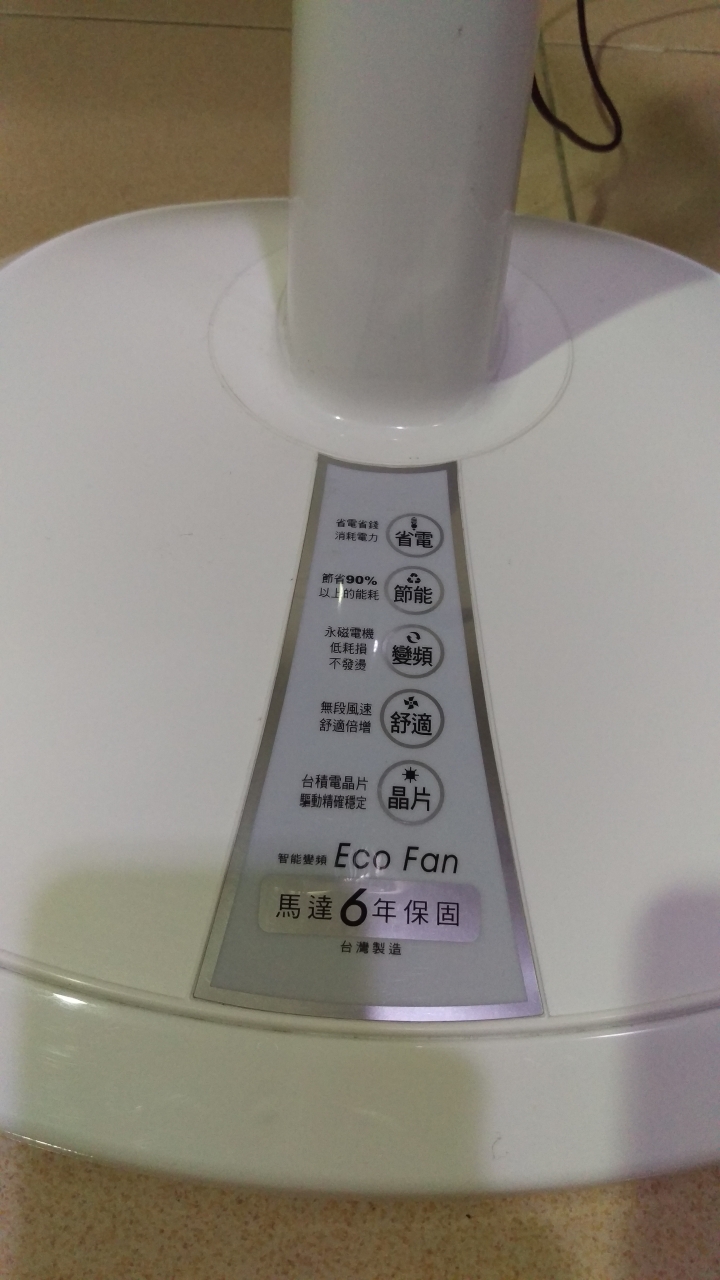 省電省錢
消耗電力
省電
節省90%
以上的能耗
節能
永磁電機
低耗損
不發燙
變頻
無段風速
舒適倍增
舒適
台積電晶片
驅動精確穩定
晶片
智能變頻 Eco Fan
馬達6年保固
台灣製造